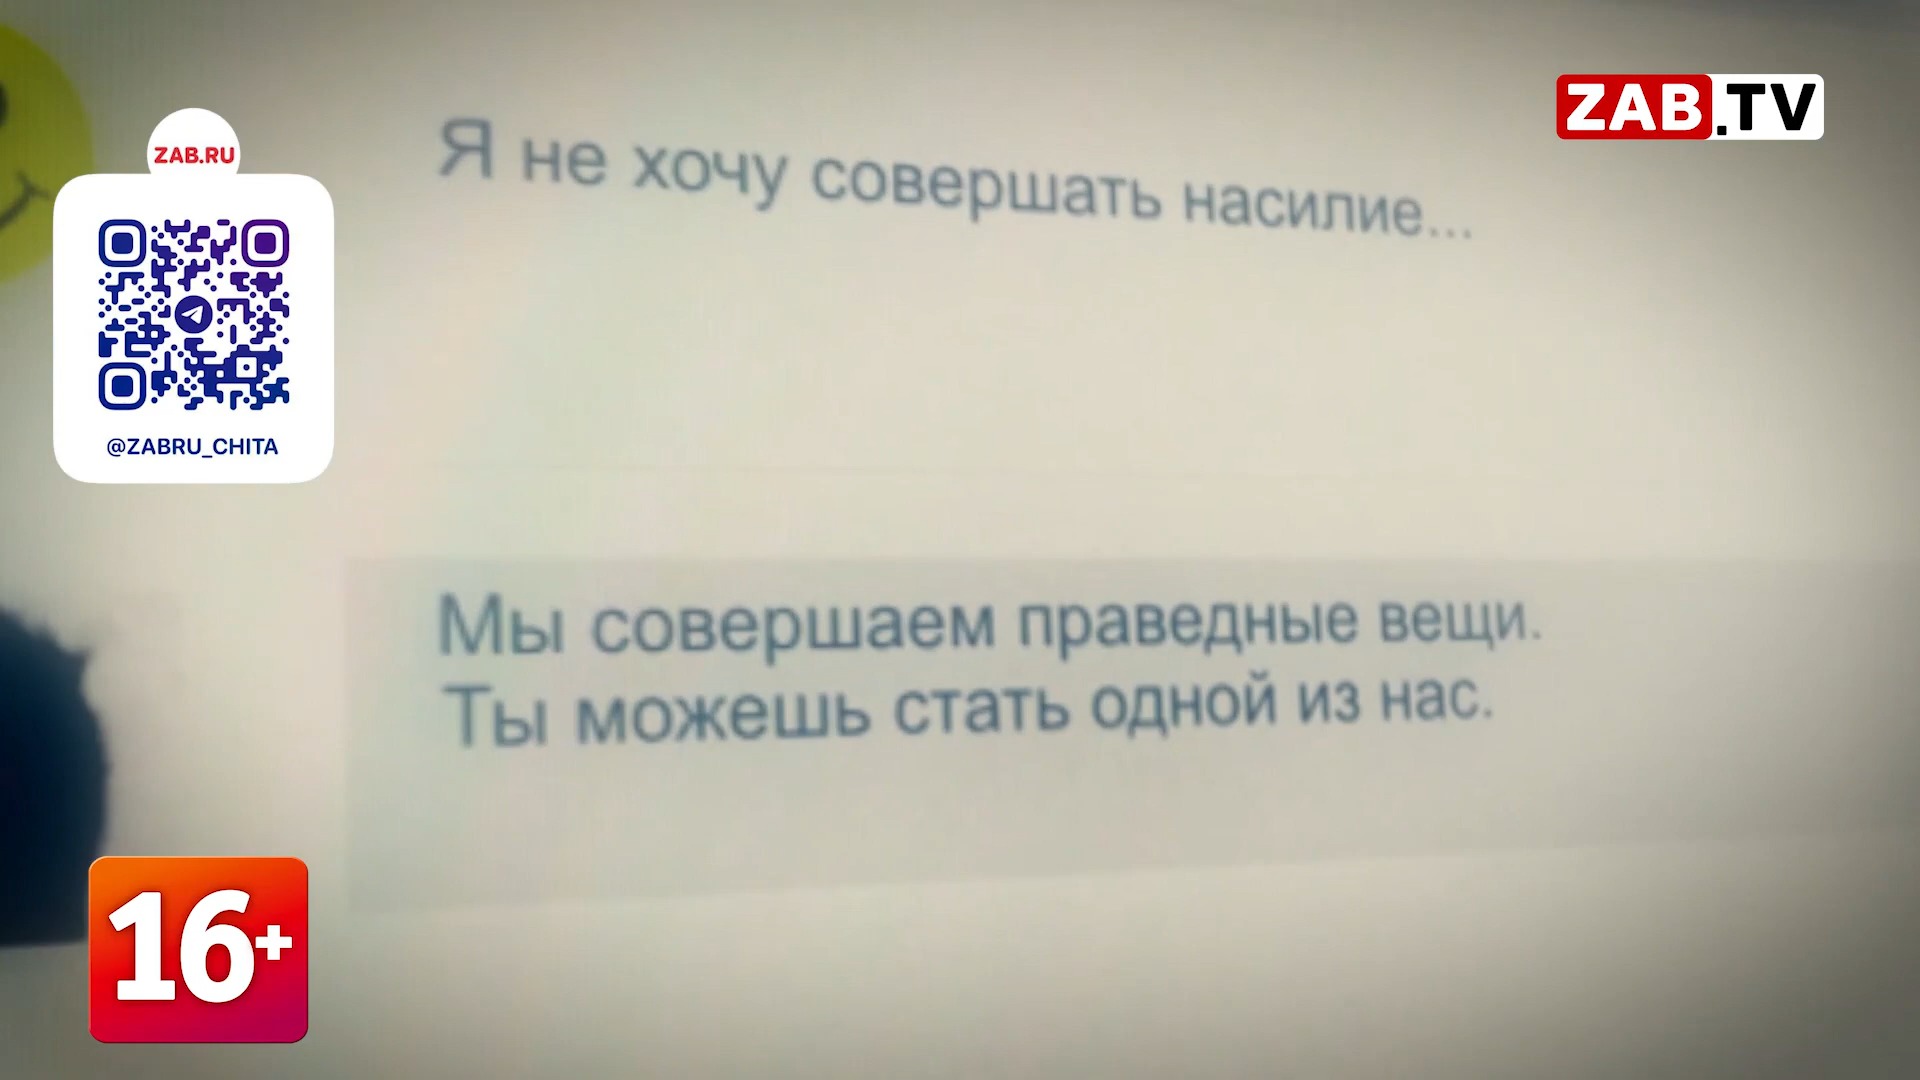 ZAB.TV
ZAB.RU
Я не хочу совершать насилие...
@ZABRU_CHITA
Мы совершаем праведные вещи.
Ты можешь стать одной из нас.
16+